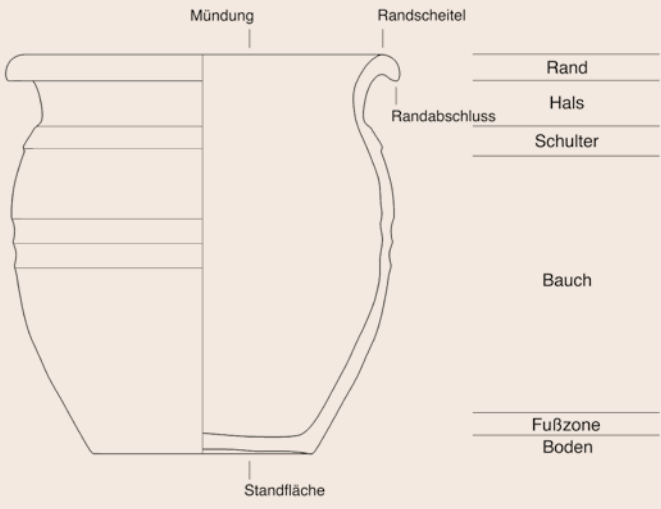 Mündung
Randscheitel
Rand
Hals
Randabschluss
Schulter
Bauch
Fußzone
Boden
Standfläche